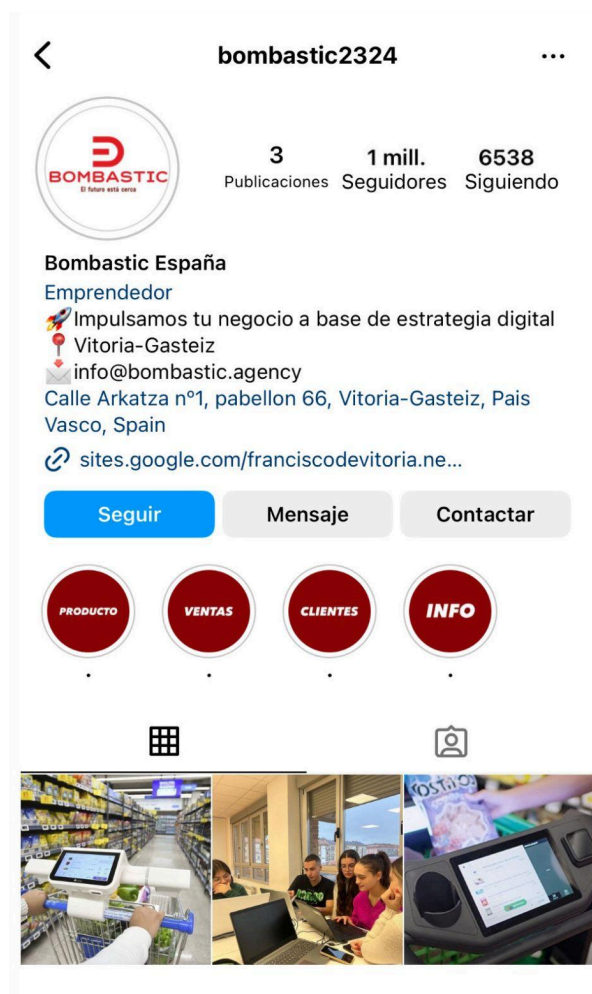 bombastic2324
BOMBASTIC
El futuro está cerca
3
1 mill.
6538
Publicaciones
Seguidores
Siguiendo
Bombastic España
Emprendedor
🚀Impulsamos tu negocio a base de estrategia digital
📍Vitoria-Gasteiz
📩info@bombastic.agency
Calle Arkatza nº1, pabellon 66, Vitoria-Gasteiz, Pais
Vasco, Spain
sites.google.com/franciscodevitoria.ne...
Seguir
Mensaje
Contactar
PRODUCTO
VENTAS
CLIENTES
INFO
.
.
.
.